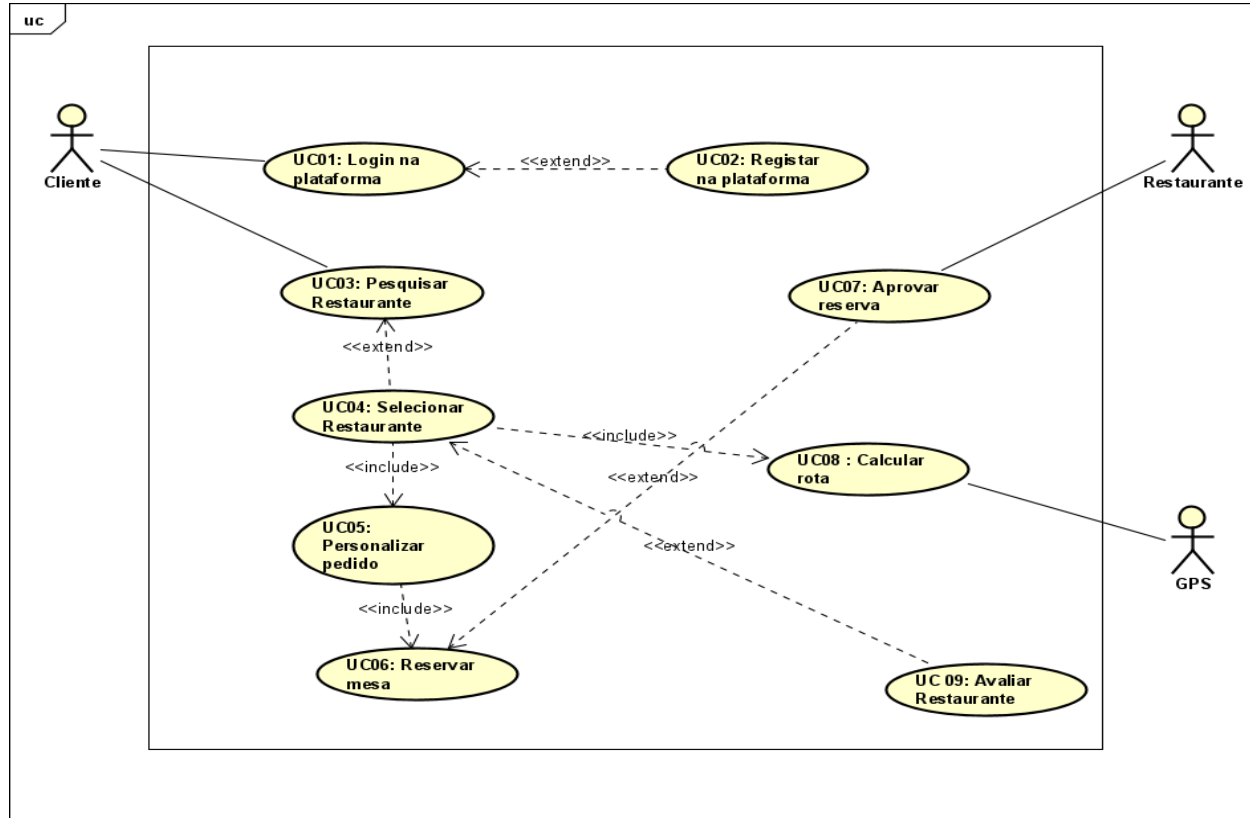 uc
Cliente
Restaurante
UC01: Login na
plataforma
<<extend>>
UC02: Registar
na plataforma
UC03: Pesquisar
Restaurante
UC07: Aprovar
reserva
<<extend>>
UC04: Selecionar
Restaurante
<<include>>
UC08 : Calcular
rota
<<include>>
<<extend>>
UC05:
Personalizar
pedido
<<extend>>
GPS
<<include>>
UC06: Reservar
mesa
UC 09: Avaliar
Restaurante